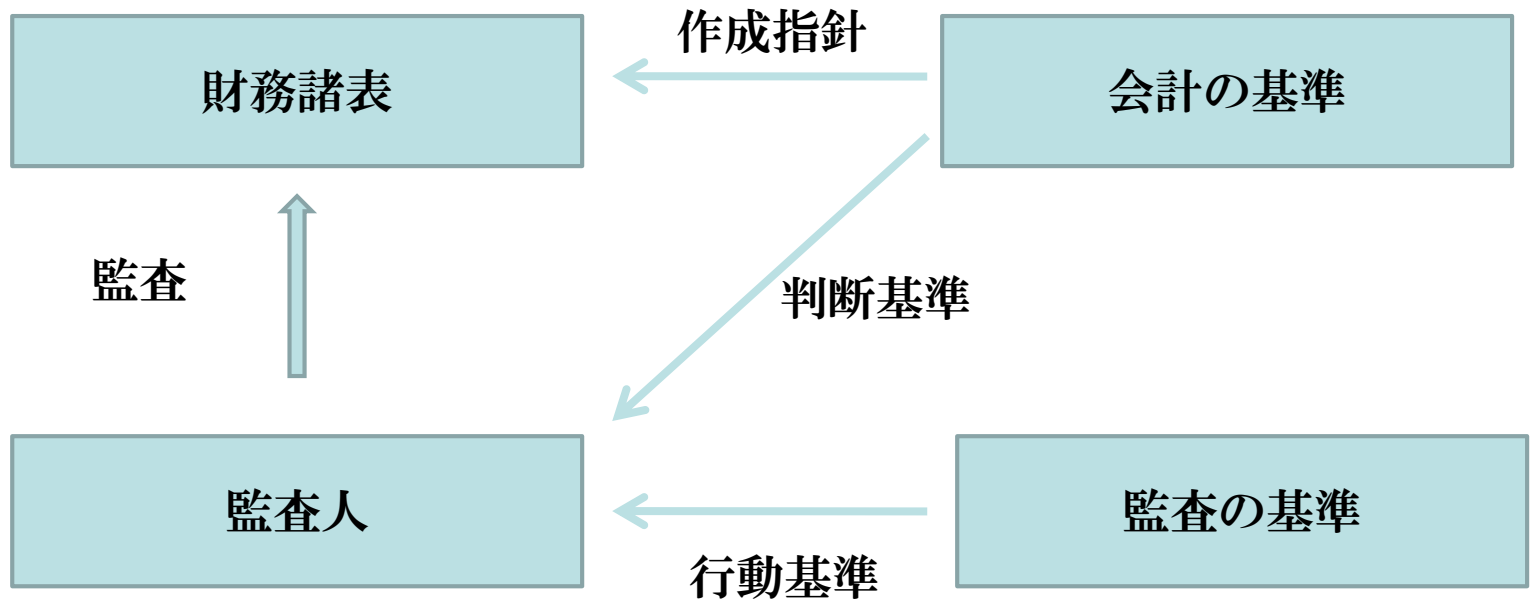 作成指針
財務諸表
会計の基準
監査
判断基準
監査人
監査の基準
行動基準